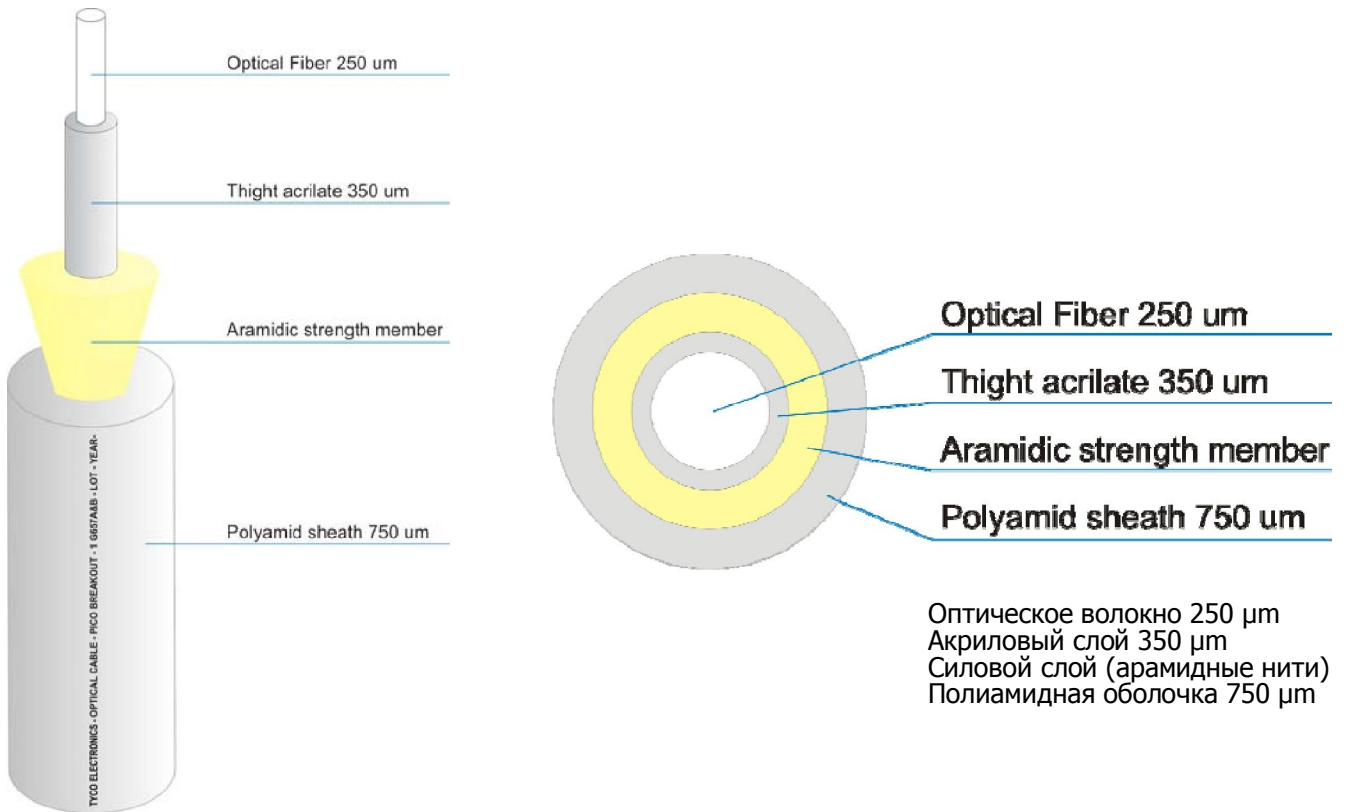 Optical Fiber 250 um
Thight acrilate 350 um
Aramidic strength member
Polyamid sheath 750 um
TYCO ELECTRONICS - OPTICAL CABLE - PICO BREAKOUT - 1 G657A&B - LOT - YEAR-
Optical Fiber 250 um
Thight acrilate 350 um
Aramidic strength member
Polyamid sheath 750 um
Оптическое волокно 250 µm
Акриловый слой 350 µm
Силовой слой (арамидные нити)
Полиамидная оболочка 750 µm